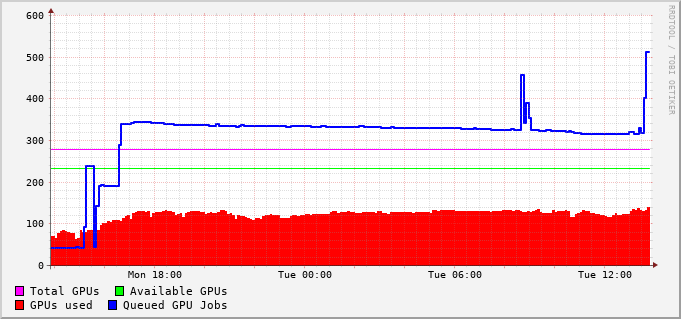 RRDTOOL / TOBI OETIKER
600
500
400
300
200
100
0
Mon 18:00 Tue 00:00 Tue 06:00 Tue 12:00
Total GPUs Available GPUs
GPUs used Queued GPU Jobs